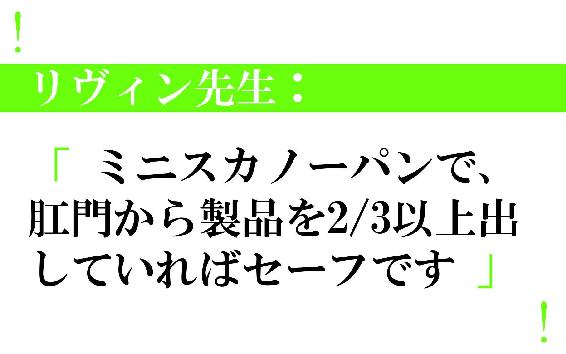 !
リヴィン先生：
「 ミニスカノーパンで、
肛門から製品を2/3以上出
していればセーフです 」
!